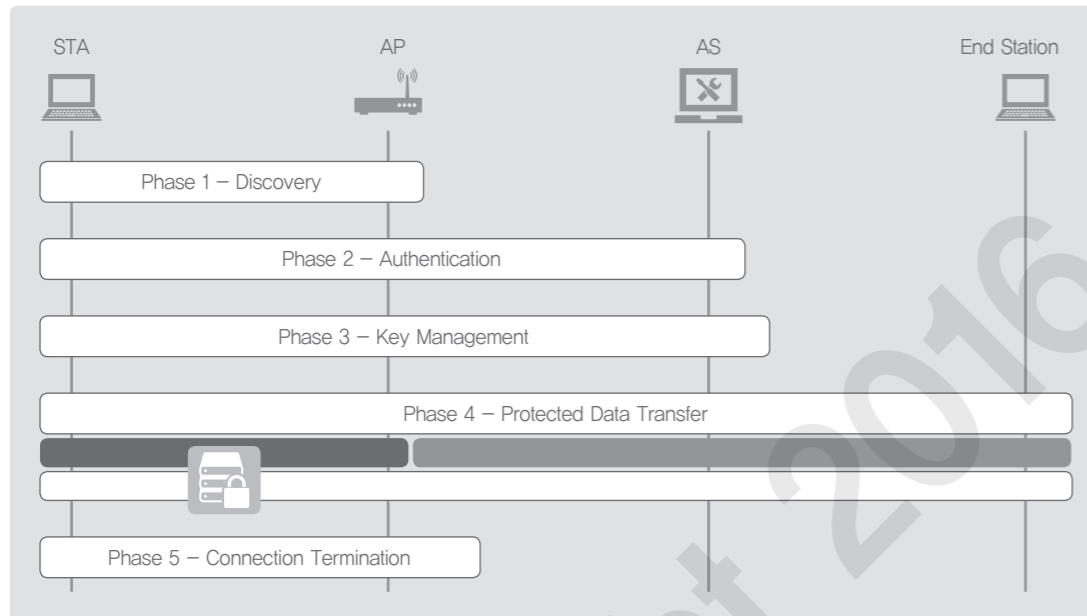 STA AP AS End Station
Phase 1 – Discovery
Phase 2 – Authentication
Phase 3 – Key Management
Phase 4 – Protected Data Transfer
Phase 5 – Connection Termination
2016